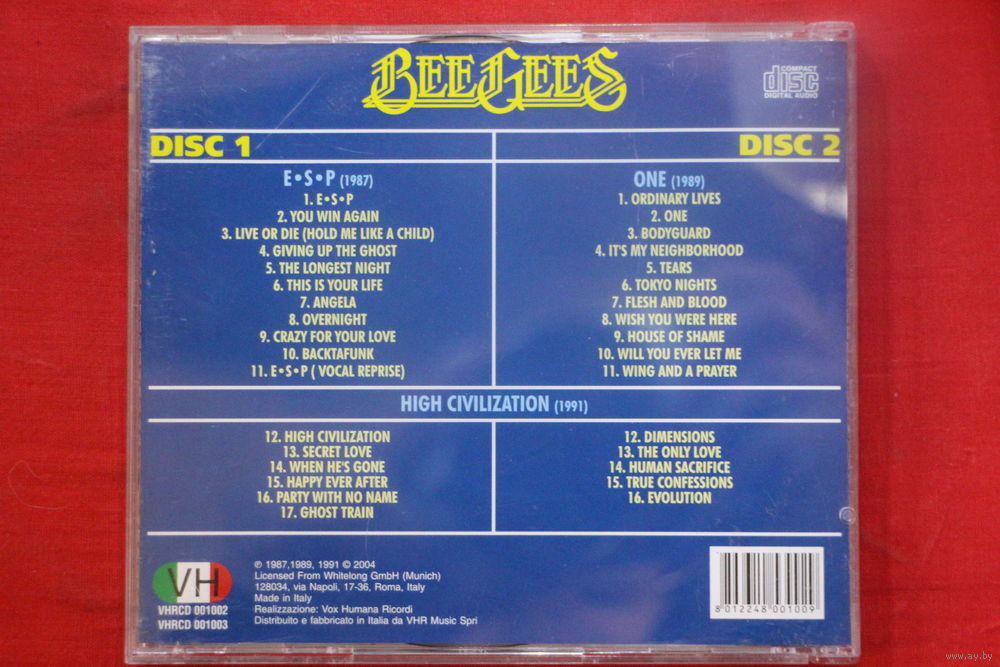 BEE GEES
COMPACT
disc
DIGITAL AUDIO
DISC 1
E•S•P (1987)
1. E•S•P
2. YOU WIN AGAIN
3. LIVE OR DIE (HOLD ME LIKE A CHILD)
4. GIVING UP THE GHOST
5. THE LONGEST NIGHT
6. THIS IS YOUR LIFE
7. ANGELA
8. OVERNIGHT
9. CRAZY FOR YOUR LOVE
10. BACKTAFUNK
11. E•S•P ( VOCAL REPRISE)
DISC 2
ONE (1989)
1. ORDINARY LIVES
2. ONE
3. BODYGUARD
4. IT'S MY NEIGHBORHOOD
5. TEARS
6. TOKYO NIGHTS
7. FLESH AND BLOOD
8. WISH YOU WERE HERE
9. HOUSE OF SHAME
10. WILL YOU EVER LET ME
11. WING AND A PRAYER
HIGH CIVILIZATION (1991)
12. HIGH CIVILIZATION
13. SECRET LOVE
14. WHEN HE'S GONE
15. HAPPY EVER AFTER
16. PARTY WITH NO NAME
17. GHOST TRAIN
12. DIMENSIONS
13. THE ONLY LOVE
14. HUMAN SACRIFICE
15. TRUE CONFESSIONS
16. EVOLUTION
VH
VHRCD 001002
VHRCD 001003
℗ 1987,1989, 1991 © 2004
Licensed From Whitelong GmbH (Munich)
128034, via Napoli, 17-36, Roma, Italy
Made in Italy
Realizzazione: Vox Humana Ricordi
Distribuito e fabbricato in Italia da VHR Music Spri
8 012248 001009
www.ay.by